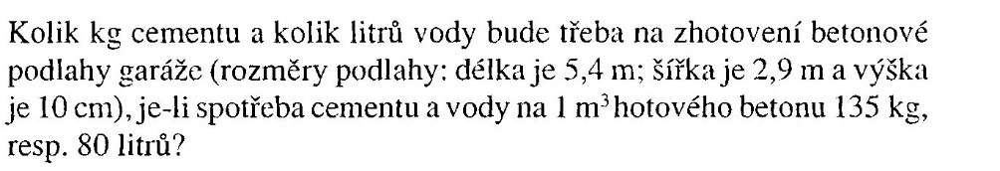 Kolik kg cementu a kolik litrů vody bude třeba na zhotovení betonové
podlahy garáže (rozměry podlahy: délka je 5,4 m; šířka je 2,9 m a výška
je 10 cm), je-li spotřeba cementu a vody na 1 m³ hotového betonu 135 kg,
resp. 80 litrů?